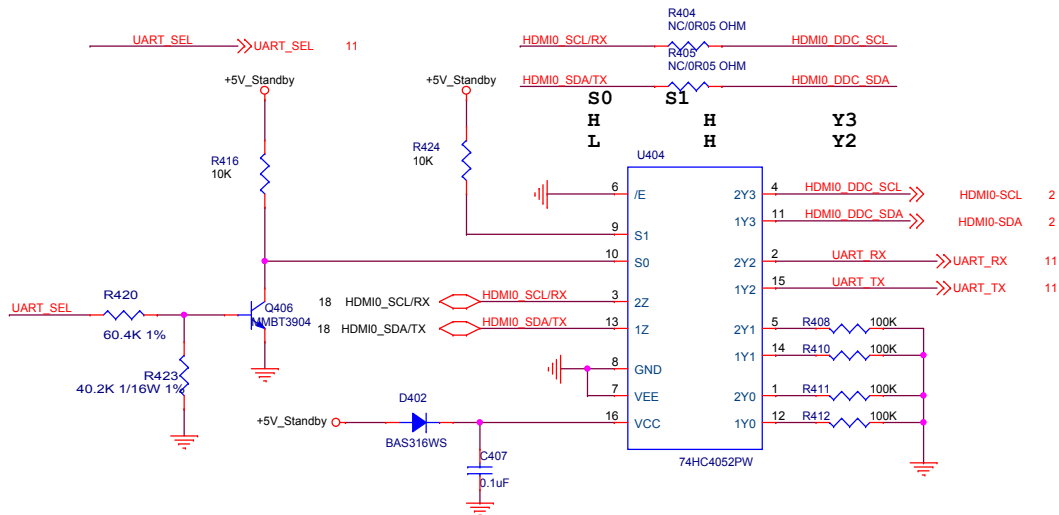 R404
UART_SEL UART_SEL 11 HDMI0_SCL/RX NC/0R05 OHM HDMI0_DDC_SCL
R405
NC/0R05 OHM
+5V_Standby +5V_Standby HDMI0_SDA/TX HDMI0_DDC_SDA
S0 S1
H H Y3
L H Y2
R416 R424 U404
10K 10K
6 /E 2Y3 4 HDMI0_DDC_SCL HDMI0-SCL 2
9 S1 1Y3 11 HDMI0_DDC_SDA HDMI0-SDA 2
10 S0 2Y2 2 UART_RX UART_RX 11
1Y2 15 UART_TX UART_TX 11
UART_SEL R420 Q406 18 HDMI0_SCL/RX HDMI0_SCL/RX 3 2Z
60.4K 1% MMBT3904 18 HDMI0_SDA/TX HDMI0_SDA/TX 13 1Z 2Y1 5 R408 100K
1Y1 14 R410 100K
R423 8 GND
40.2K 1/16W 1% 7 VEE 2Y0 1 R411 100K
D402
+5V_Standby 16 VCC 1Y0 12 R412 100K
BAS316WS
C407 74HC4052PW
0.1uF